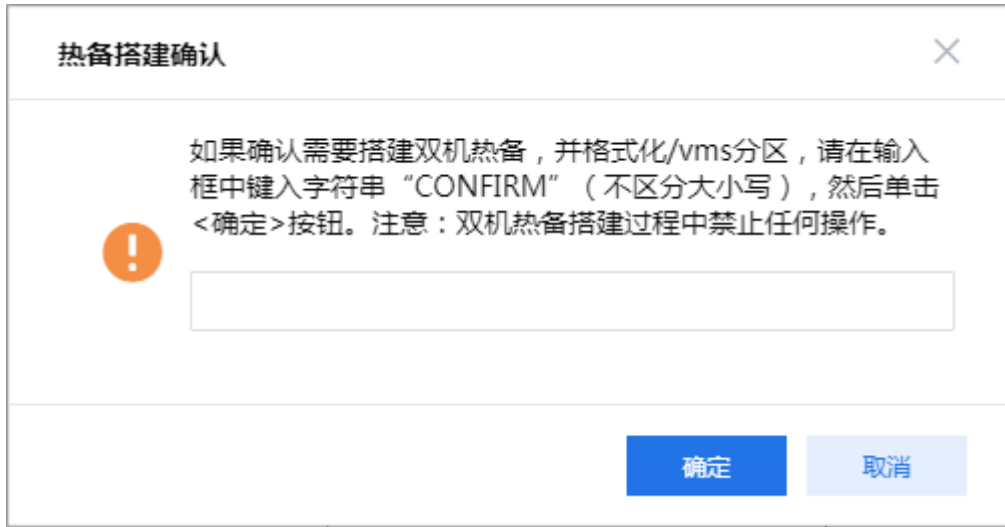 热备搭建确认
如果确认需要搭建双机热备，并格式化/vms分区，请在输入
框中键入字符串“CONFIRM”（不区分大小写），然后单击
<确定>按钮。注意：双机热备搭建过程中禁止任何操作。
确定
取消